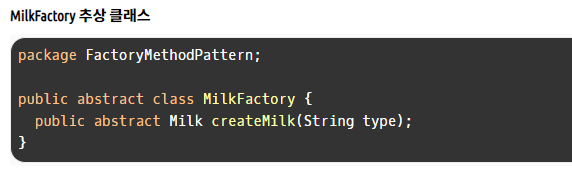 MilkFactory 추상 클래스
package FactoryMethodPattern;
public abstract class MilkFactory {
  public abstract Milk createMilk(String type);
}